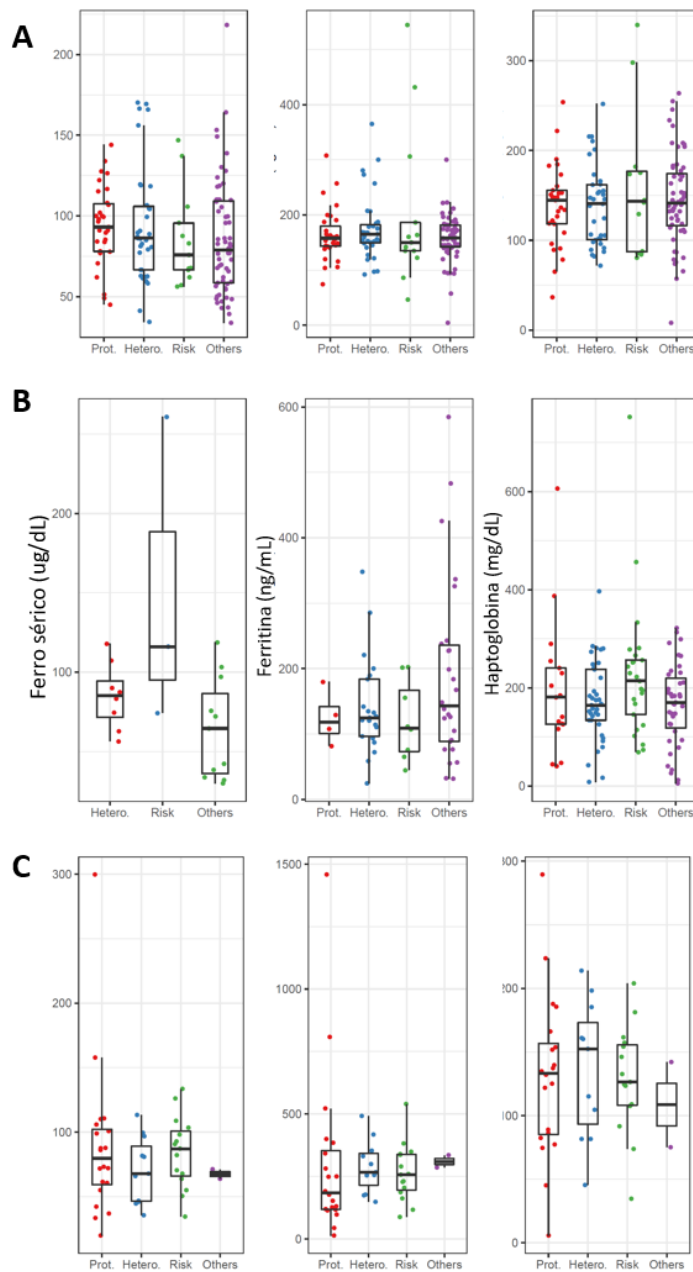 A
200
150
100
50
Prot. Hetero. Risk Others
400
200
0
Prot. Hetero. Risk Others
300
200
100
0
Prot. Hetero. Risk Others
B
Ferro sérico (ug/dL)
200
100
Hetero. Risk Others
Ferritina (ng/mL)
600
400
200
0
Prot. Hetero. Risk Others
Haptoglobina (mg/dL)
600
400
200
0
Prot. Hetero. Risk Others
C
300
200
100
Prot. Hetero. Risk Others
1500
1000
500
0
Prot. Hetero. Risk Others
200
100
0
Prot. Hetero. Risk Others